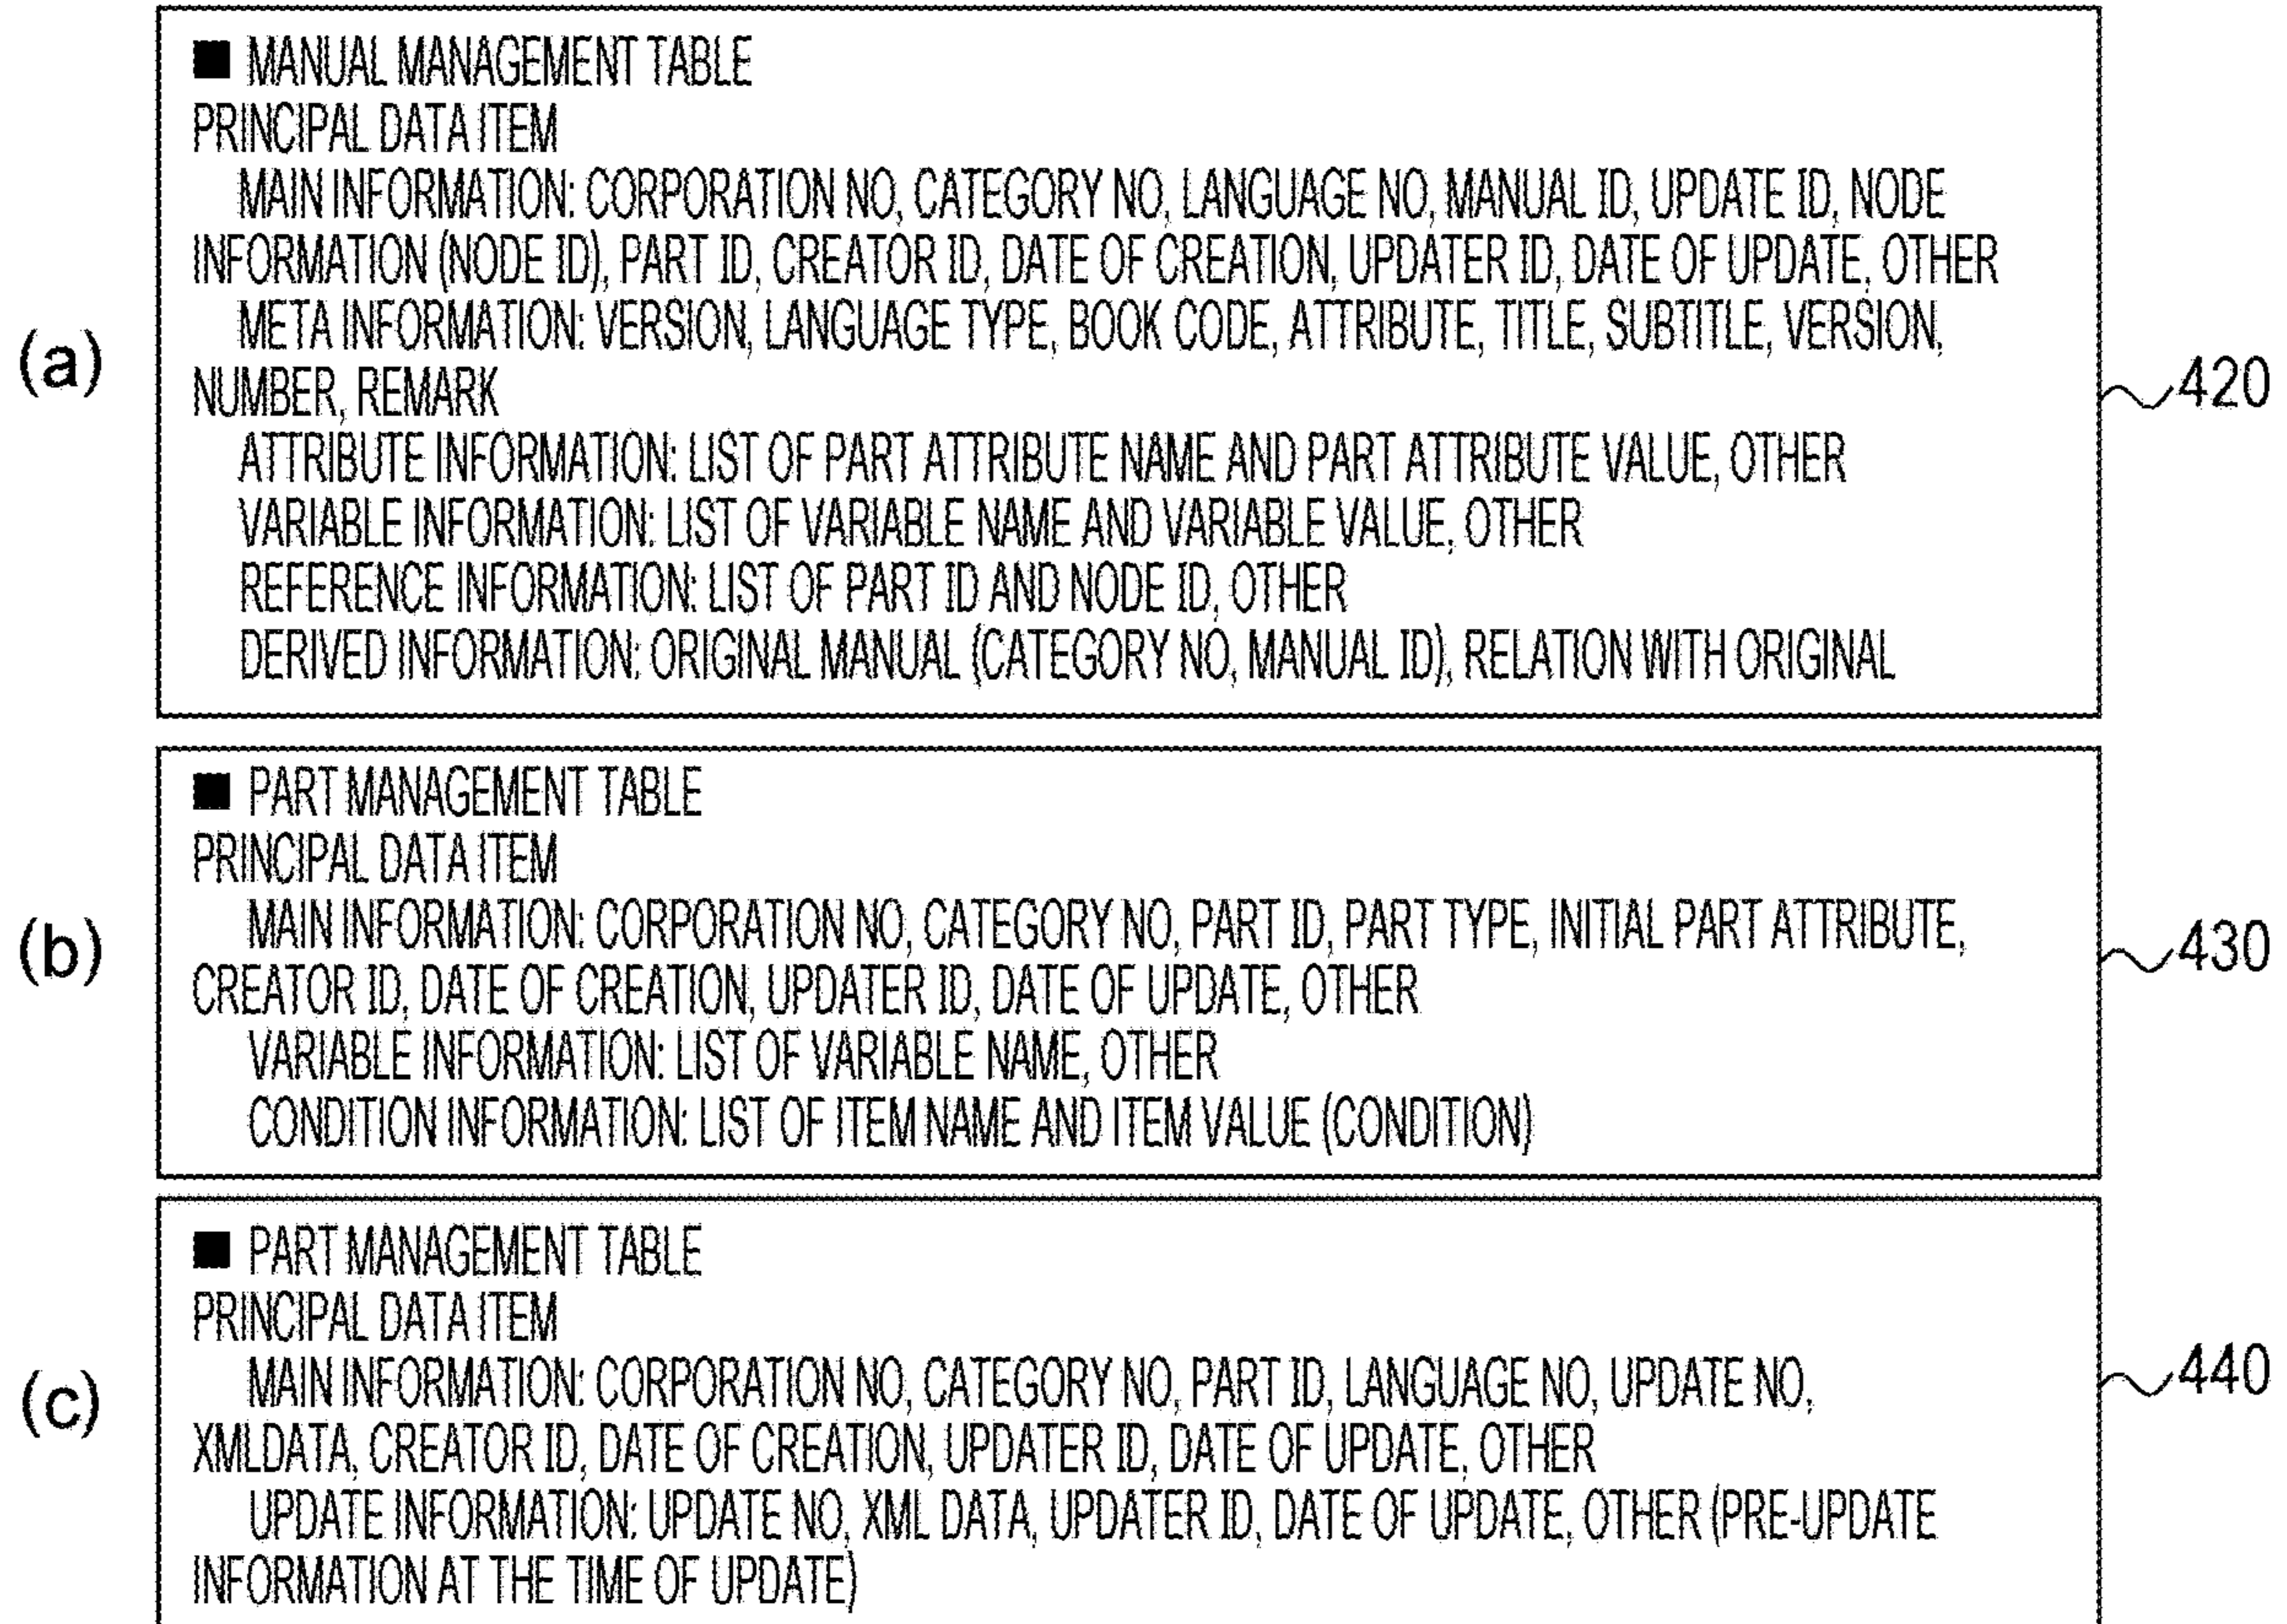 ■ MANUAL MANAGEMENT TABLE
PRINCIPAL DATA ITEM
MAIN INFORMATION: CORPORATION NO, CATEGORY NO, LANGUAGE NO, MANUAL ID, UPDATE ID, NODE
INFORMATION (NODE ID), PART ID, CREATOR ID, DATE OF CREATION, UPDATER ID, DATE OF UPDATE, OTHER
META INFORMATION: VERSION, LANGUAGE TYPE, BOOK CODE, ATTRIBUTE, TITLE, SUBTITLE, VERSION,
NUMBER, REMARK
ATTRIBUTE INFORMATION: LIST OF PART ATTRIBUTE NAME AND PART ATTRIBUTE VALUE, OTHER
VARIABLE INFORMATION: LIST OF VARIABLE NAME AND VARIABLE VALUE, OTHER
REFERENCE INFORMATION: LIST OF PART ID AND NODE ID, OTHER
DERIVED INFORMATION: ORIGINAL MANUAL (CATEGORY NO, MANUAL ID), RELATION WITH ORIGINAL
(a)
420
■ PART MANAGEMENT TABLE
PRINCIPAL DATA ITEM
MAIN INFORMATION: CORPORATION NO, CATEGORY NO, PART ID, PART TYPE, INITIAL PART ATTRIBUTE,
CREATOR ID, DATE OF CREATION, UPDATER ID, DATE OF UPDATE, OTHER
VARIABLE INFORMATION: LIST OF VARIABLE NAME, OTHER
CONDITION INFORMATION: LIST OF ITEM NAME AND ITEM VALUE (CONDITION)
(b)
430
■ PART MANAGEMENT TABLE
PRINCIPAL DATA ITEM
MAIN INFORMATION: CORPORATION NO, CATEGORY NO, PART ID, LANGUAGE NO, UPDATE NO,
XMLDATA, CREATOR ID, DATE OF CREATION, UPDATER ID, DATE OF UPDATE, OTHER
UPDATE INFORMATION: UPDATE NO, XML DATA, UPDATER ID, DATE OF UPDATE, OTHER (PRE-UPDATE
INFORMATION AT THE TIME OF UPDATE)
(c)
440